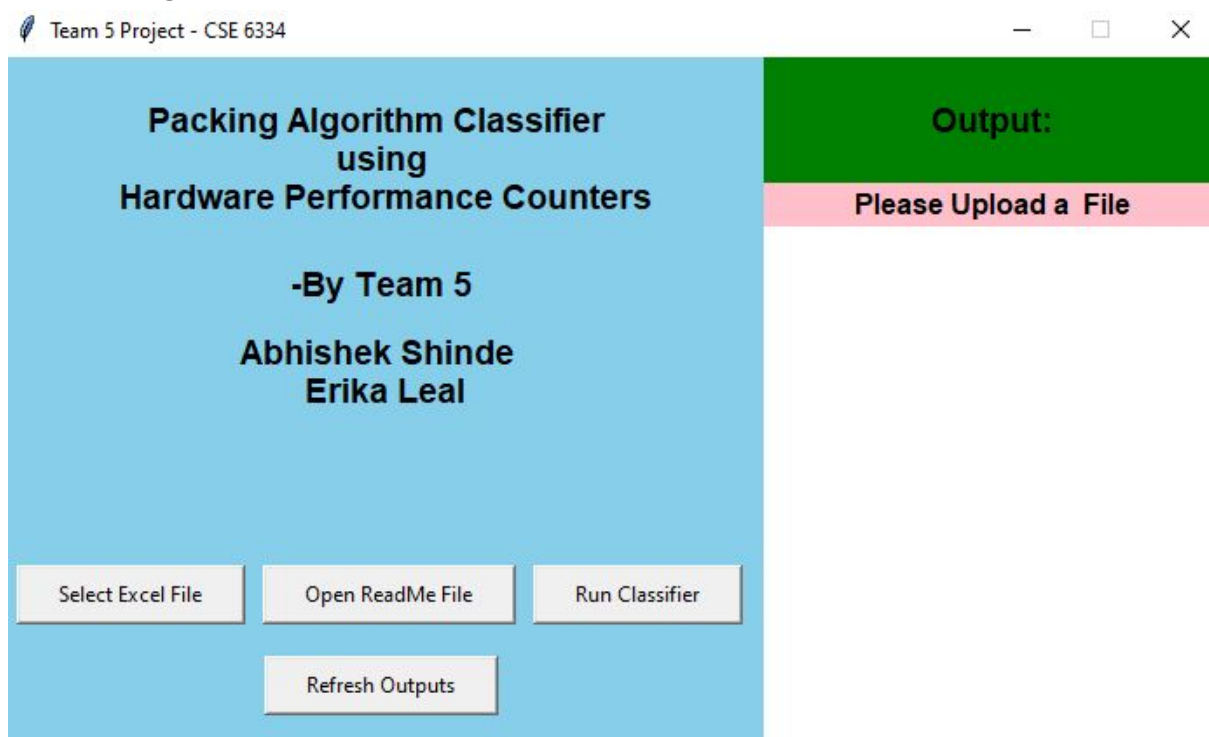 Team 5 Project - CSE 6334
Packing Algorithm Classifier
using
Hardware Performance Counters
-By Team 5
Abhishek Shinde
Erika Leal
Select Excel File
Open ReadMe File
Run Classifier
Refresh Outputs
Output:
Please Upload a File